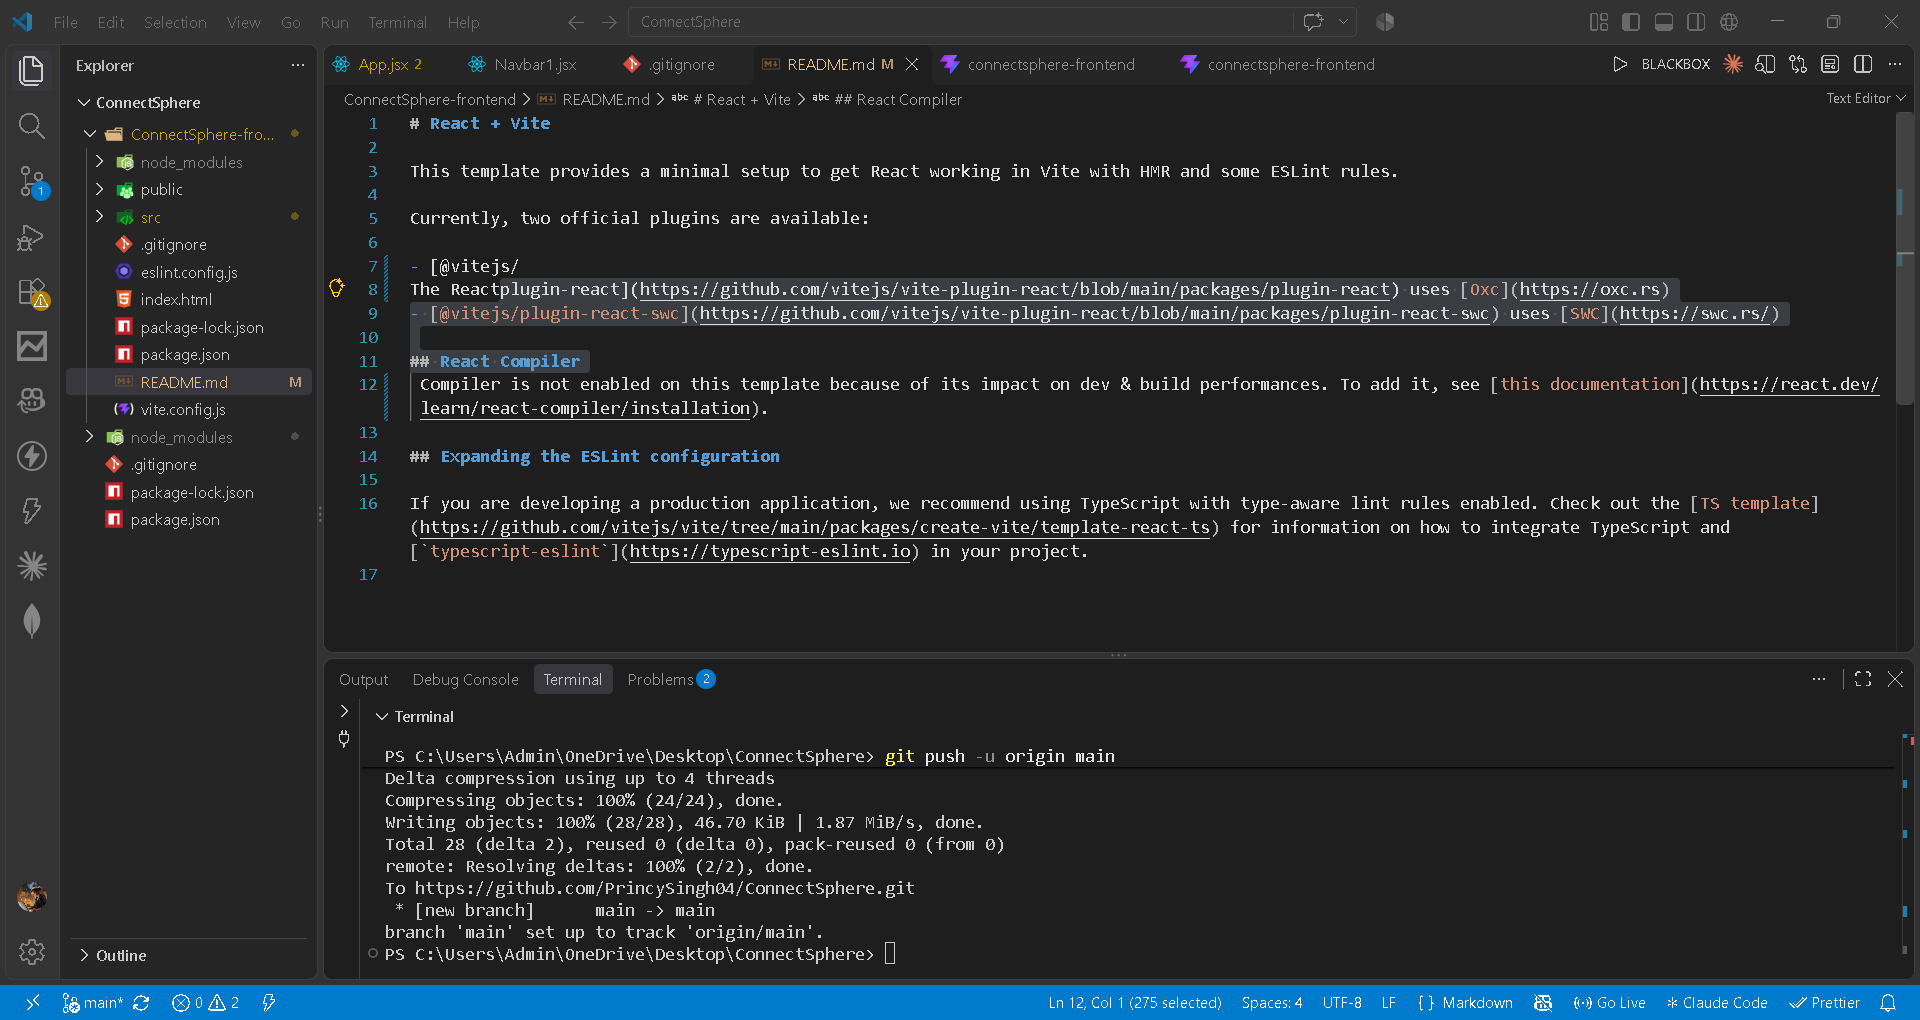 File Edit Selection View Go Run Terminal Help
ConnectSphere
Explorer
App.jsx 2
Navbar1.jsx
.gitignore
README.md M
connectsphere-frontend
connectsphere-frontend
BLACKBOX
ConnectSphere
ConnectSphere-fro...
node_modules
public
src
.gitignore
eslint.config.js
index.html
package-lock.json
package.json
README.md M
vite.config.js
node_modules
.gitignore
package-lock.json
package.json
Outline
1
ConnectSphere-frontend > README.md > abc # React + Vite > abc ## React Compiler
Text Editor
1 # React + Vite
2
3 This template provides a minimal setup to get React working in Vite with HMR and some ESLint rules.
4
5 Currently, two official plugins are available:
6
7 - [@vitejs/
8 The Reactplugin-react](https://github.com/vitejs/vite-plugin-react/blob/main/packages/plugin-react) uses [Oxc](https://oxc.rs)
9 - [@vitejs/plugin-react-swc](https://github.com/vitejs/vite-plugin-react/blob/main/packages/plugin-react-swc) uses [SWC](https://swc.rs/)
10
11 ## React Compiler
12 Compiler is not enabled on this template because of its impact on dev & build performances. To add it, see [this documentation](https://react.dev/
learn/react-compiler/installation).
13
14 ## Expanding the ESLint configuration
15
16 If you are developing a production application, we recommend using TypeScript with type-aware lint rules enabled. Check out the [TS template]
(https://github.com/vitejs/vite/tree/main/packages/create-vite/template-react-ts) for information on how to integrate TypeScript and
[`typescript-eslint`](https://typescript-eslint.io) in your project.
17
Output Debug Console Terminal Problems 2
Terminal
PS C:\Users\Admin\OneDrive\Desktop\ConnectSphere> git push -u origin main
Delta compression using up to 4 threads
Compressing objects: 100% (24/24), done.
Writing objects: 100% (28/28), 46.70 KiB | 1.87 MiB/s, done.
Total 28 (delta 2), reused 0 (delta 0), pack-reused 0 (from 0)
remote: Resolving deltas: 100% (2/2), done.
To https://github.com/PrincySingh04/ConnectSphere.git
* [new branch] main -> main
branch 'main' set up to track 'origin/main'.
PS C:\Users\Admin\OneDrive\Desktop\ConnectSphere>
main* 0 2 Ln 12, Col 1 (275 selected) Spaces: 4 UTF-8 LF { } Markdown Go Live Claude Code Prettier